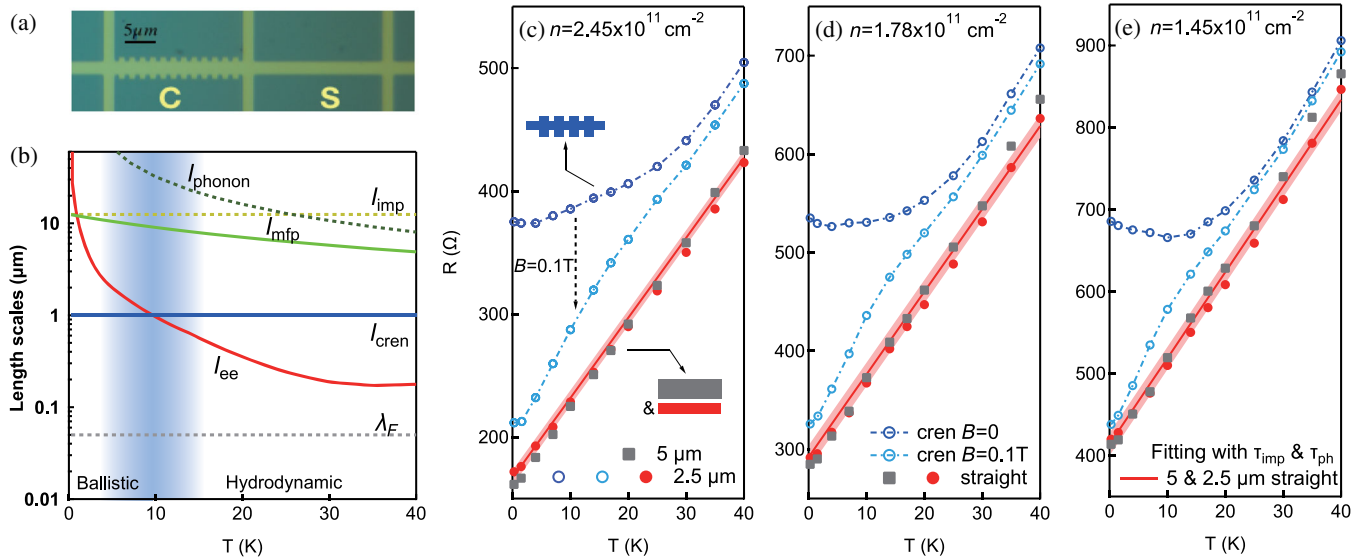 (a)
5μm
C
S
(b)
Length scales (μm)
10
1
0.1
0.01
l_phonon
l_imp
l_mfp
l_cren
l_ee
λ_F
Ballistic
Hydrodynamic
0 10 20 30 40
T (K)
(c) n=2.45x10^11 cm^-2
R (Ω)
500
400
300
200
B=0.1T
&
5 μm
2.5 μm
0 10 20 30 40
T (K)
(d) n=1.78x10^11 cm^-2
700
600
500
400
300
cren B=0
cren B=0.1T
straight
0 10 20 30 40
T (K)
(e) n=1.45x10^11 cm^-2
900
800
700
600
500
400
Fitting with τ_imp & τ_ph
5 & 2.5 μm straight
0 10 20 30 40
T (K)